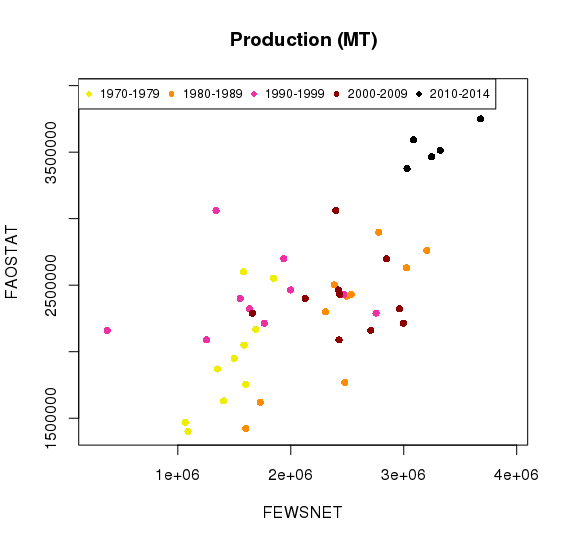 Production (MT)
1970-1979 1980-1989 1990-1999 2000-2009 2010-2014
3500000
2500000
1500000
FAOSTAT
1e+06 2e+06 3e+06 4e+06
FEWSNET